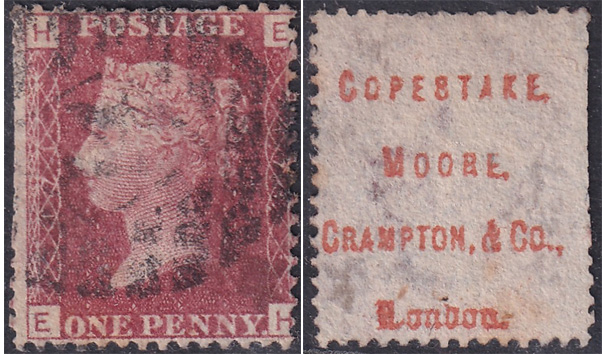 H POSTAGE E
E ONE PENNY H
COPESTAKE,
MOORE,
CRAMPTON, & CO.,
London.